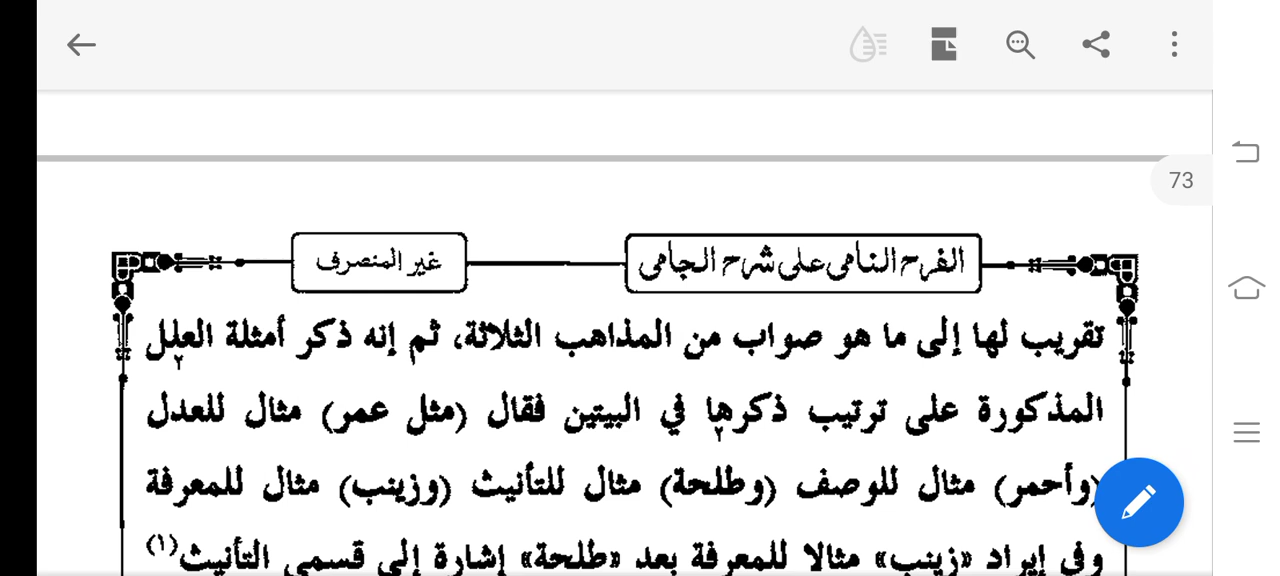 73
الفرح النامي على شرح الجامي
غير المنصرف
تقريب لها إلى ما هو صواب من المذاهب الثلاثة، ثم إنه ذكر أمثلة العلل
المذكورة على ترتيب ذكرها في البيتين فقال (مثل عمر) مثال للعدل
(وأحمر) مثال للوصف (وطلحة) مثال للتأنيث (وزينب) مثال للمعرفة
وفي إيراد «زينب» مثالا للمعرفة بعد «طلحة» إشارة إلى قسمي التأنيث(١)